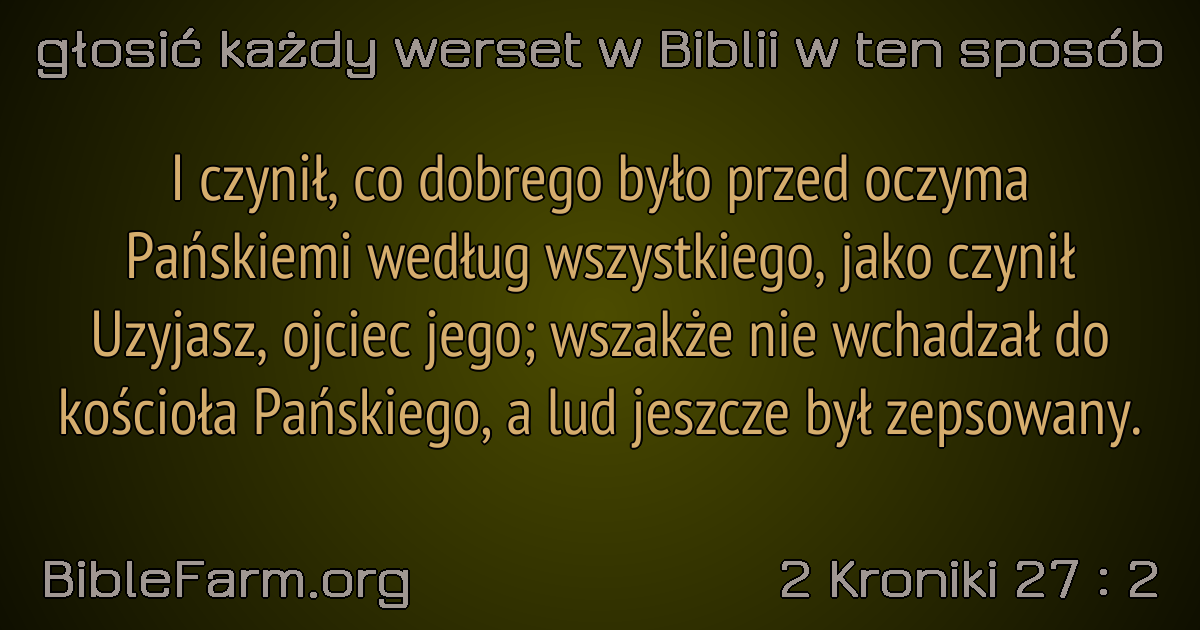 głosić każdy werset w Biblii w ten sposób
I czynił, co dobrego było przed oczyma
Pańskiemi według wszystkiego, jako czynił
Uzyjasz, ojciec jego; wszakże nie wchadzał do
kościoła Pańskiego, a lud jeszcze był zepsowany.
BibleFarm.org
2 Kroniki 27 : 2